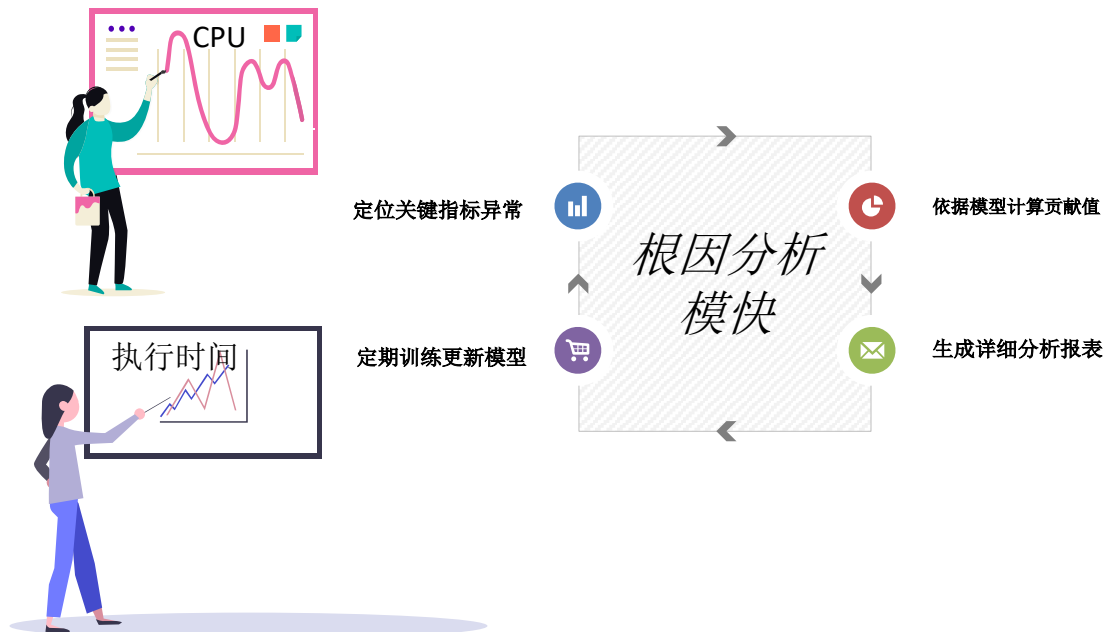 CPU
定位关键指标异常
依据模型计算贡献值
根因分析
模快
执行时间
定期训练更新模型
生成详细分析报表